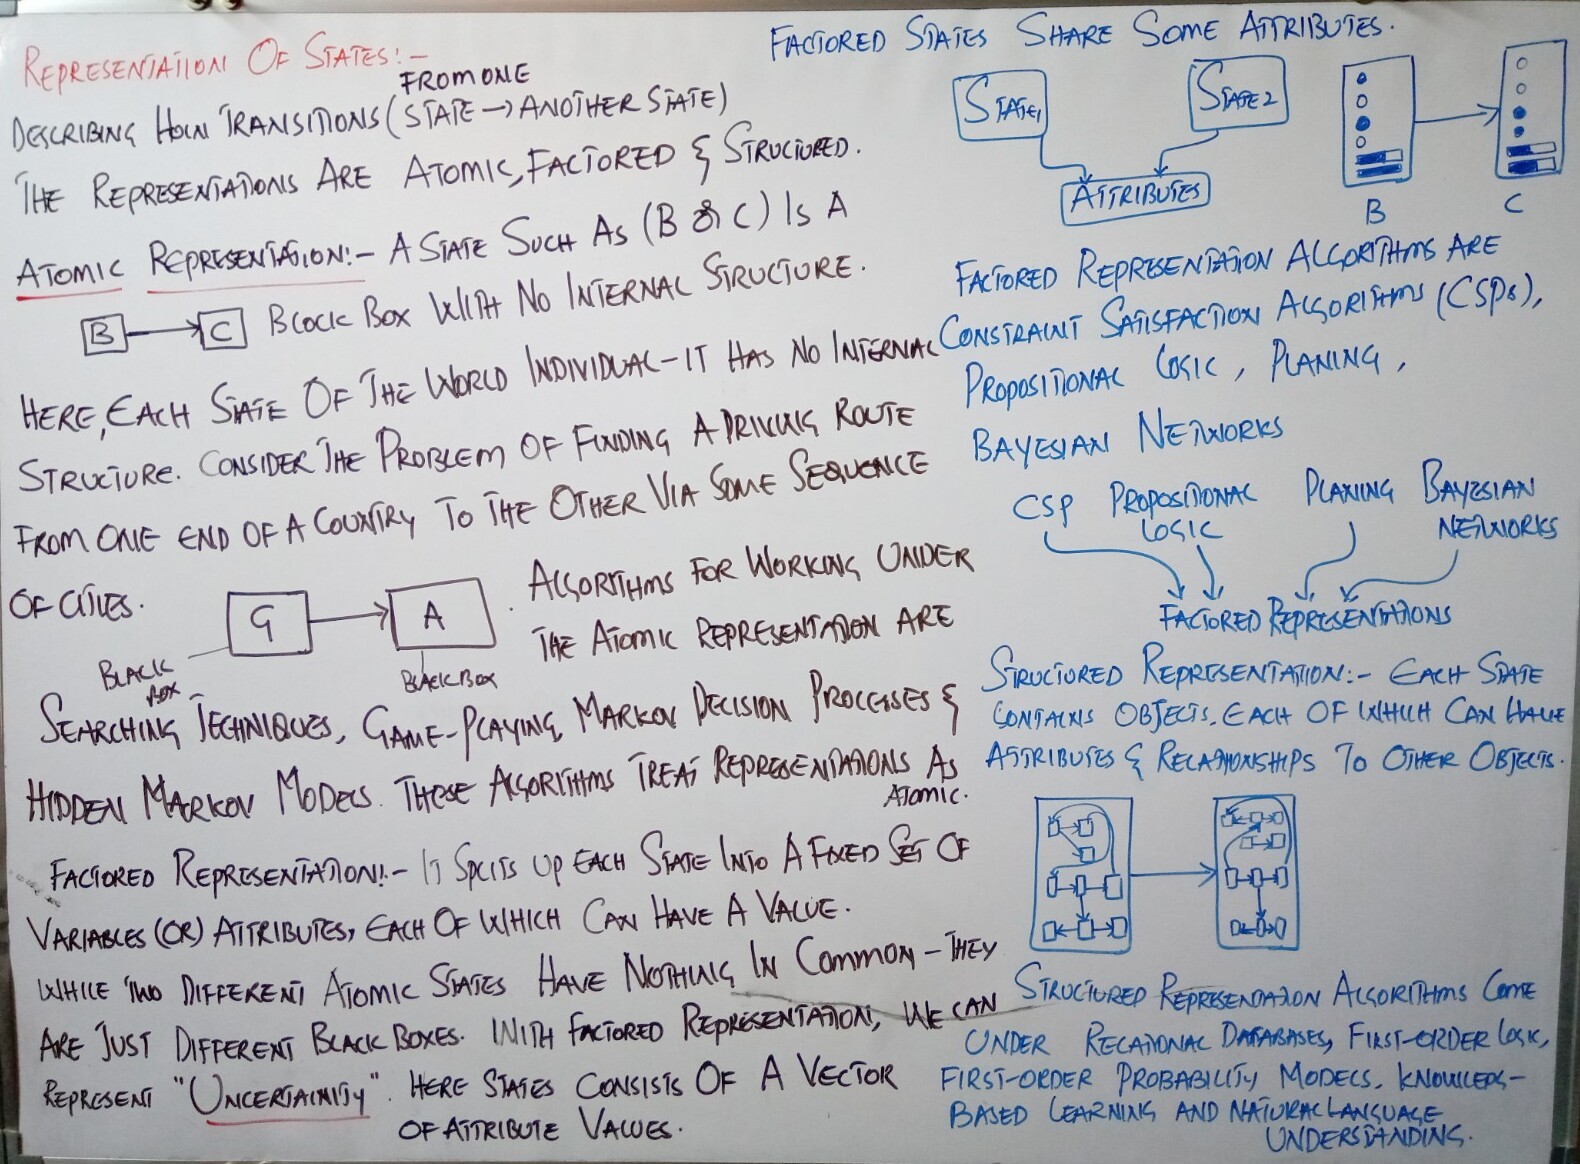 REPRESENTATION OF STATES:-
FROM ONE
DESCRIBING HOW TRANSITIONS (STATE → ANOTHER STATE)
THE REPRESENTATIONS ARE ATOMIC, FACTORED & STRUCTURED.
ATOMIC REPRESENTATION:- A STATE SUCH AS (B OR C) IS A
B → C BLOCK BOX WITH NO INTERNAL STRUCTURE.
HERE, EACH STATE OF THE WORLD INDIVIDUAL - IT HAS NO INTERNAL
STRUCTURE. CONSIDER THE PROBLEM OF FINDING A DRIVING ROUTE
FROM ONE END OF A COUNTRY TO THE OTHER VIA SOME SEQUENCE
OF CITIES.
G → A
BLACK BOX
BLACK BOX
ALGORITHMS FOR WORKING UNDER
THE ATOMIC REPRESENTATION ARE
SEARCHING TECHNIQUES, GAME-PLAYING, MARKOV DECISION PROCESSES &
HIDDEN MARKOV MODELS. THESE ALGORITHMS TREAT REPRESENTATIONS AS
ATOMIC.
FACTORED REPRESENTATION:- IT SPLITS UP EACH STATE INTO A FIXED SET OF
VARIABLES (OR) ATTRIBUTES, EACH OF WHICH CAN HAVE A VALUE.
WHILE TWO DIFFERENT ATOMIC STATES HAVE NOTHING IN COMMON - THEY
ARE JUST DIFFERENT BLACK BOXES. WITH FACTORED REPRESENTATION, WE CAN
REPRESENT "UNCERTAINITY". HERE STATES CONSISTS OF A VECTOR
OF ATTRIBUTE VALUES.
FACTORED STATES SHARE SOME ATTRIBUTES.
STATE1 STATE2
ATTRIBUTES
B C
FACTORED REPRESENTATION ALGORITHMS ARE
CONSTRAINT SATISFACTION ALGORITHMS (CSPs),
PROPOSITIONAL LOGIC, PLANING,
BAYESIAN NETWORKS
CSP PROPOSITIONAL PLANING BAYESIAN
LOGIC NETWORKS
FACTORED REPRESENTATIONS
STRUCTURED REPRESENTATION:- EACH STATE
CONTAINS OBJECTS, EACH OF WHICH CAN HAVE
ATTRIBUTES & RELATIONSHIPS TO OTHER OBJECTS.
STRUCTURED REPRESENTATION ALGORITHMS COME
UNDER RELATIONAL DATABASES, FIRST-ORDER LOGIC,
FIRST-ORDER PROBABILITY MODELS,
BASED LEARNING AND NATURAL LANGUAGE
UNDERSTANDING.